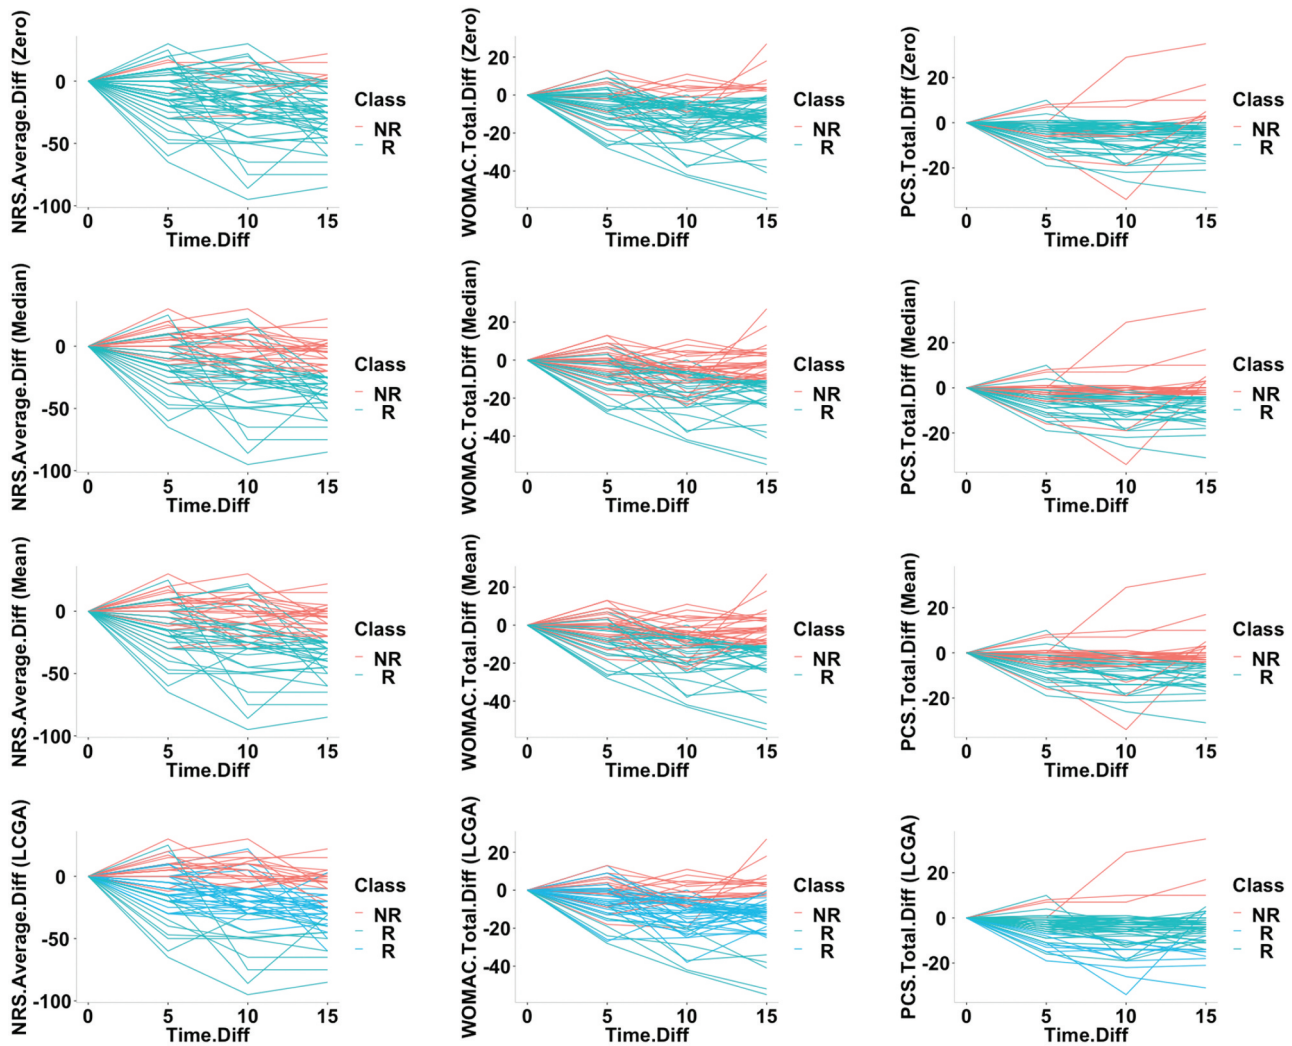 NRS.Average.Diff (Zero)
0
-50
-100
0 5 10 15
Time.Diff
Class
NR
R
WOMAC.Total.Diff (Zero)
20
0
-20
-40
0 5 10 15
Time.Diff
Class
NR
R
PCS.Total.Diff (Zero)
20
0
-20
0 5 10 15
Time.Diff
Class
NR
R
NRS.Average.Diff (Median)
0
-50
-100
0 5 10 15
Time.Diff
Class
NR
R
WOMAC.Total.Diff (Median)
20
0
-20
-40
0 5 10 15
Time.Diff
Class
NR
R
PCS.Total.Diff (Median)
20
0
-20
0 5 10 15
Time.Diff
Class
NR
R
NRS.Average.Diff (Mean)
0
-50
-100
0 5 10 15
Time.Diff
Class
NR
R
WOMAC.Total.Diff (Mean)
20
0
-20
-40
0 5 10 15
Time.Diff
Class
NR
R
PCS.Total.Diff (Mean)
20
0
-20
0 5 10 15
Time.Diff
Class
NR
R
NRS.Average.Diff (LCGA)
0
-50
-100
0 5 10 15
Time.Diff
Class
NR
R
R
WOMAC.Total.Diff (LCGA)
20
0
-20
-40
0 5 10 15
Time.Diff
Class
NR
R
R
PCS.Total.Diff (LCGA)
20
0
-20
0 5 10 15
Time.Diff
Class
NR
R
R